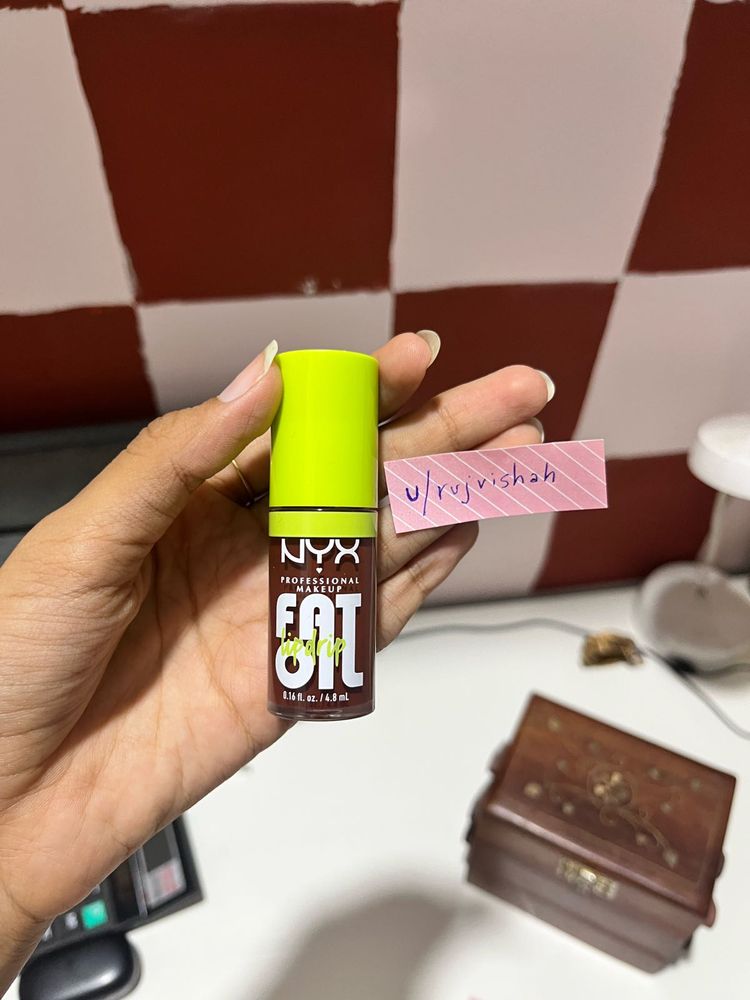 u/rujvishah
NYX
PROFESSIONAL
MAKEUP
FAT
OIL
lip drip
0.16 fl. oz. / 4.8 mL